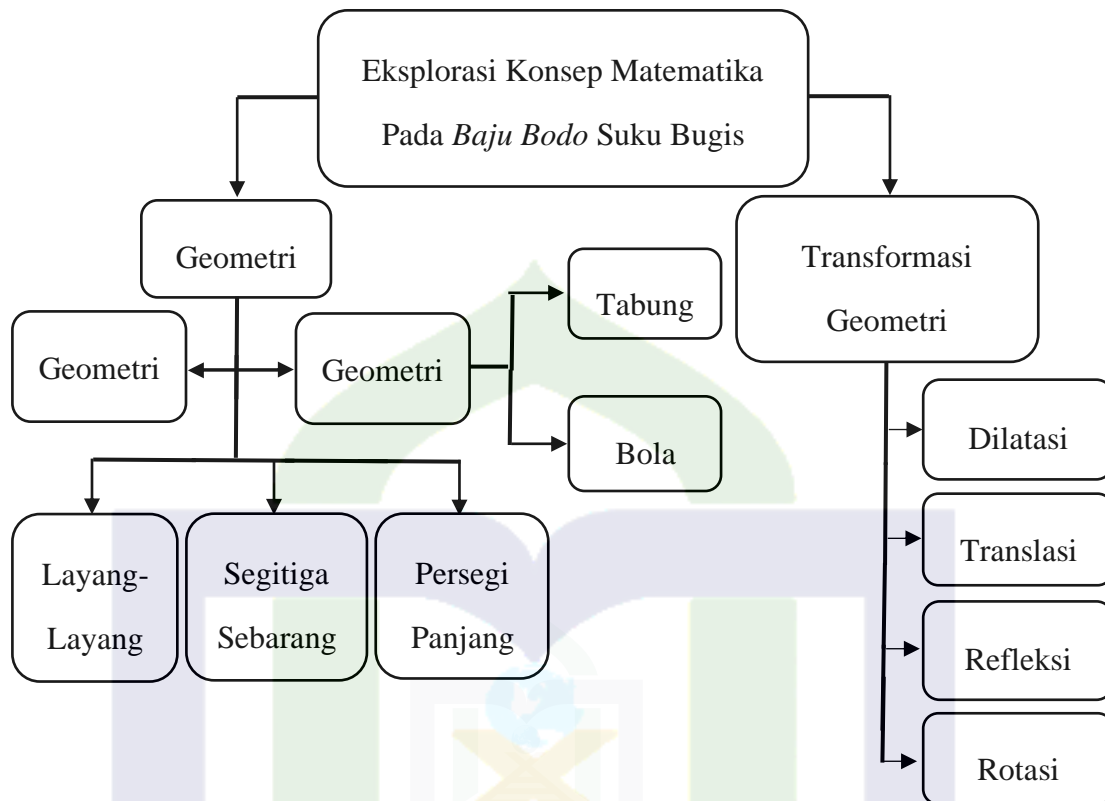 Eksplorasi Konsep Matematika
Pada Baju Bodo Suku Bugis
Geometri
Transformasi
Geometri
Tabung
Geometri
Geometri
Bola
Dilatasi
Layang-
Layang
Segitiga
Sebarang
Persegi
Panjang
Translasi
Refleksi
Rotasi